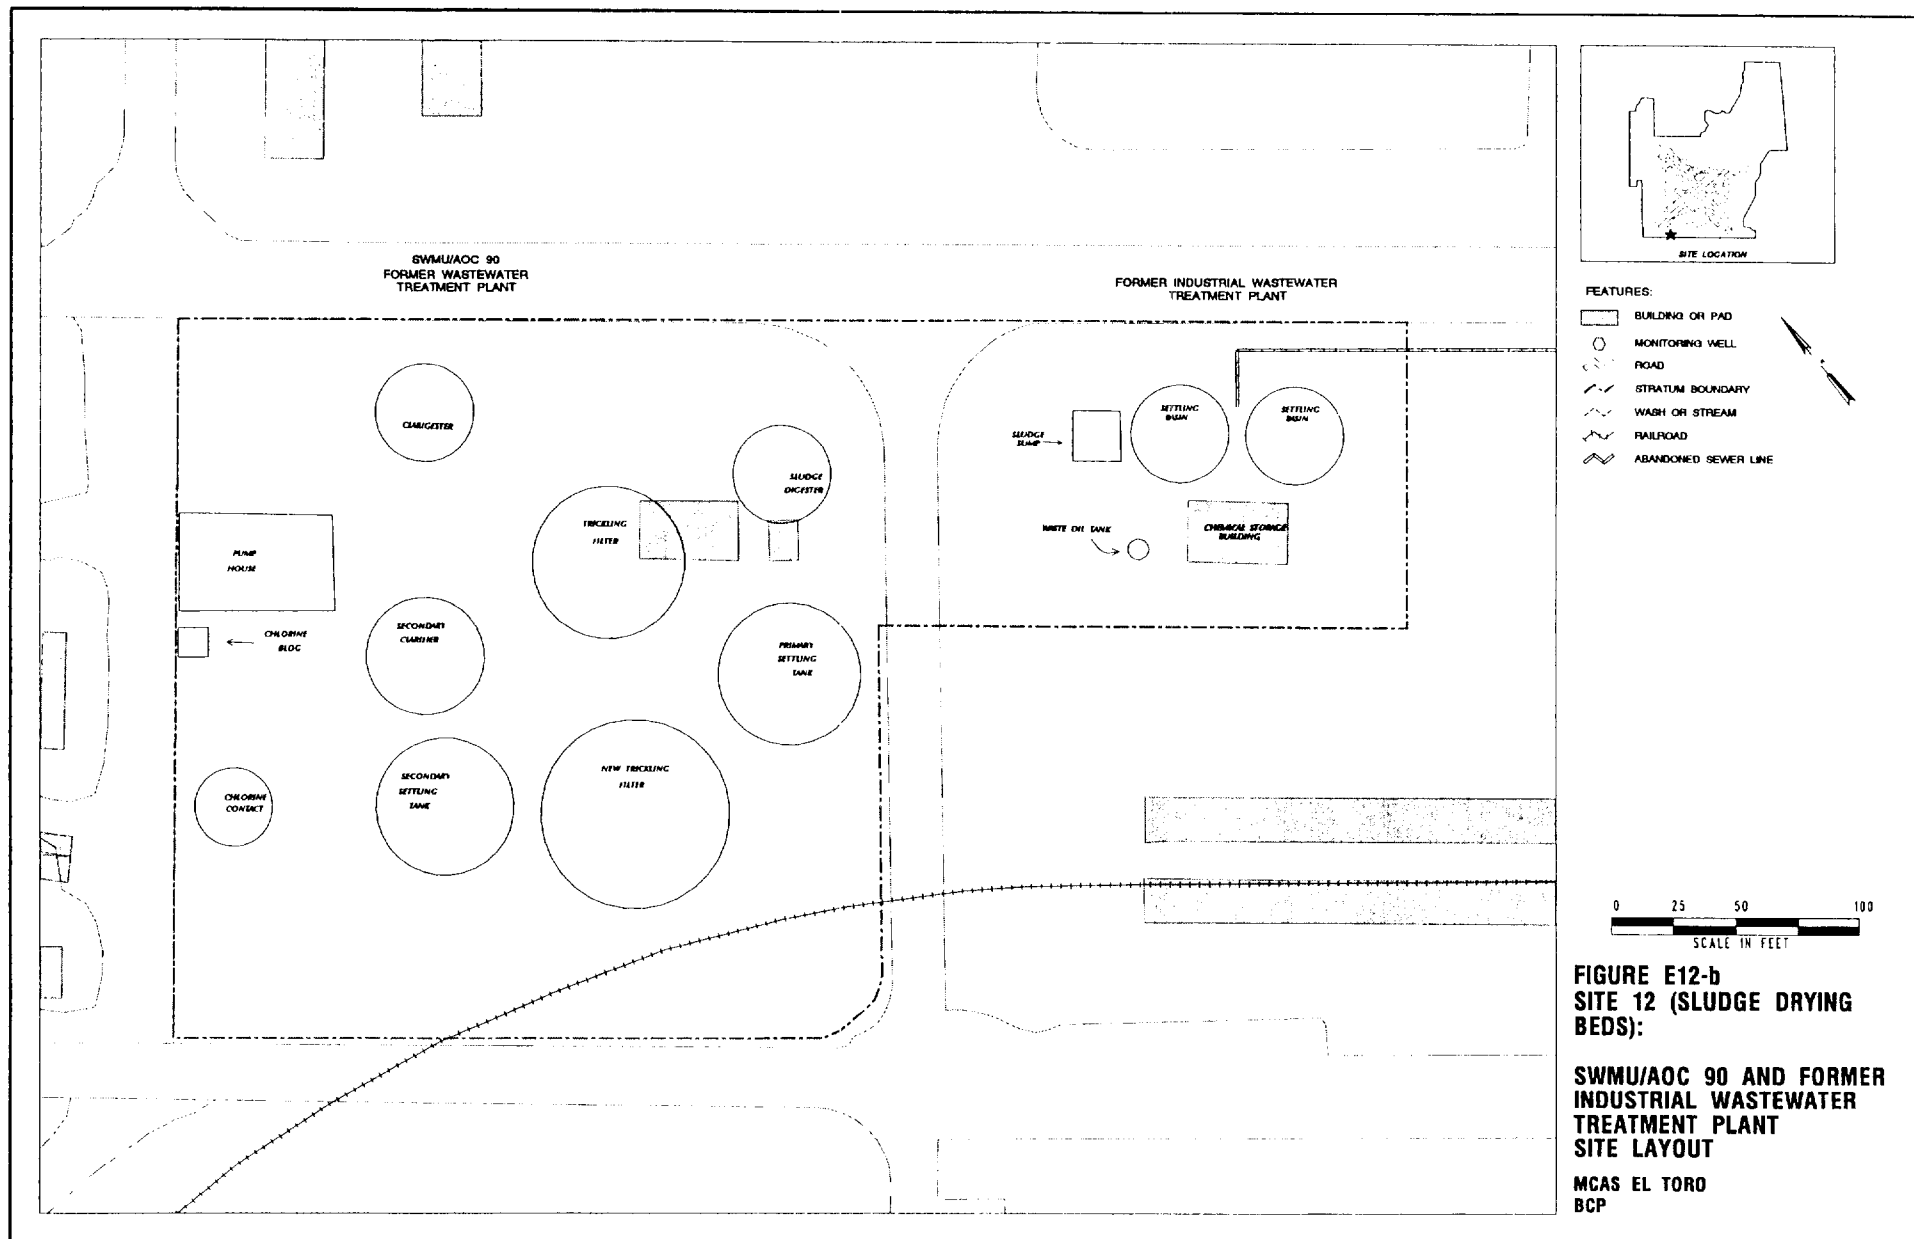 SWMU/AOC 90
FORMER WASTEWATER
TREATMENT PLANT
FORMER INDUSTRIAL WASTEWATER
TREATMENT PLANT
CLARIGESTER
SLUDGE
DIGESTER
TRICKLING
FILTER
PUMP
HOUSE
CHLORINE
BLDG
SECONDARY
CLARIFIER
PRIMARY
SETTLING
TANK
NEW TRICKLING
FILTER
SECONDARY
SETTLING
TANK
CHLORINE
CONTACT
SLUDGE
SUMP
SETTLING
BASIN
SETTLING
BASIN
WASTE OIL TANK
CHEMICAL STORAGE
BUILDING
SITE LOCATION
FEATURES:
BUILDING OR PAD
MONITORING WELL
ROAD
STRATUM BOUNDARY
WASH OR STREAM
RAILROAD
ABANDONED SEWER LINE
0 25 50 100
SCALE IN FEET
FIGURE E12-b
SITE 12 (SLUDGE DRYING
BEDS):
SWMU/AOC 90 AND FORMER
INDUSTRIAL WASTEWATER
TREATMENT PLANT
SITE LAYOUT
MCAS EL TORO
BCP